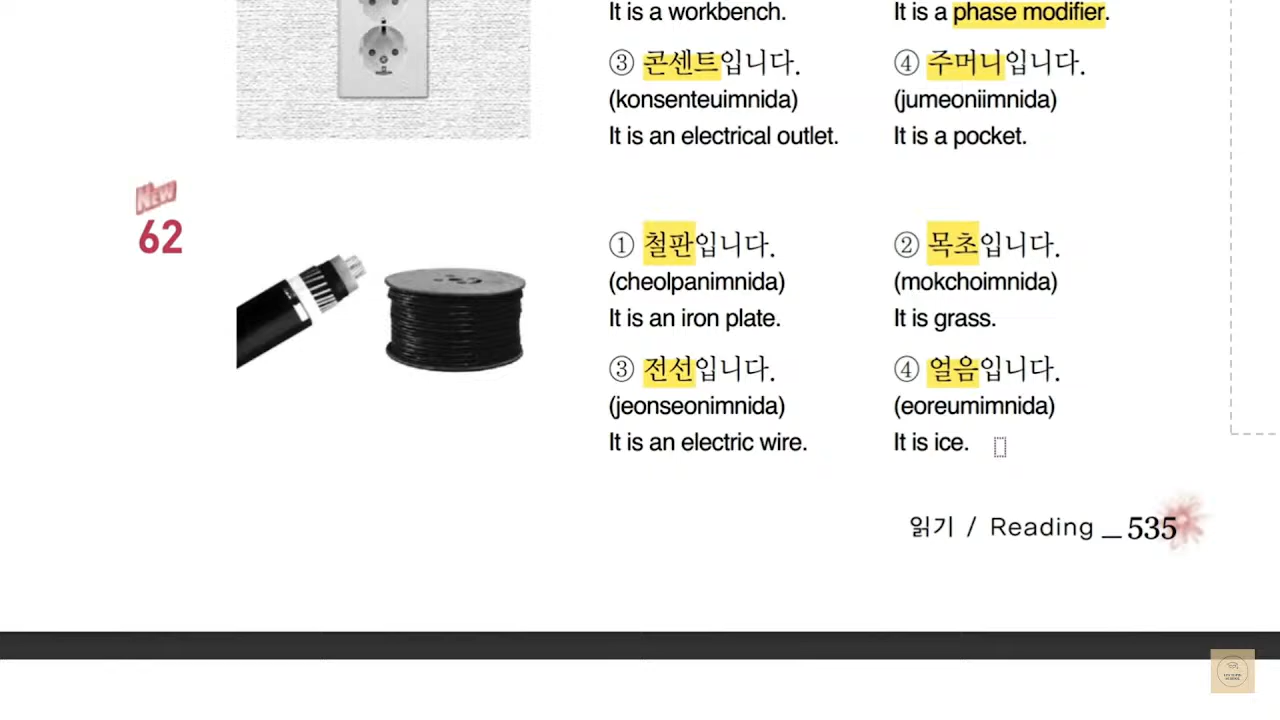 It is a workbench.
It is a phase modifier.
③ 콘센트입니다.
④ 주머니입니다.
(konsenteuimnida)
(jumeoniimnida)
It is an electrical outlet.
It is a pocket.
New
62
① 철판입니다.
② 목초입니다.
(cheolpanimnida)
(mokchoimnida)
It is an iron plate.
It is grass.
③ 전선입니다.
④ 얼음입니다.
(jeonseonimnida)
(eoreumimnida)
It is an electric wire.
It is ice.
읽기 / Reading _ 535